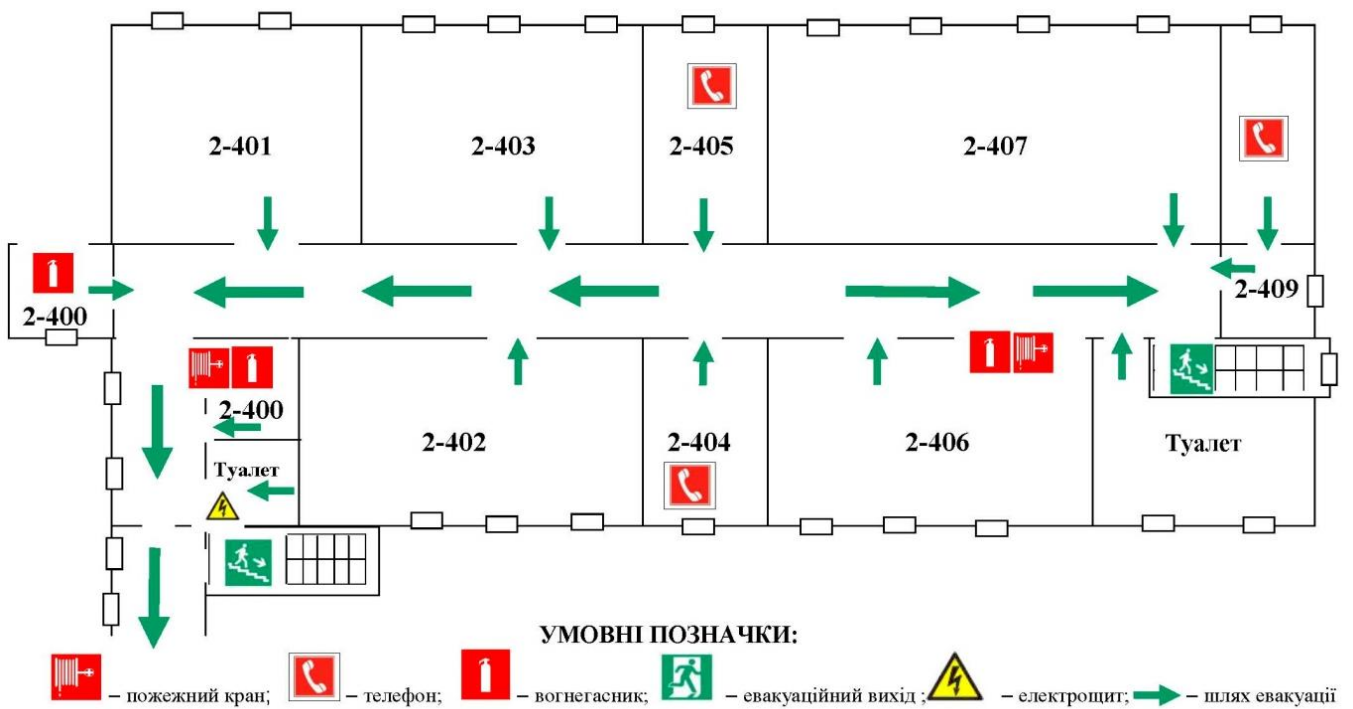 2-401
2-403
2-405
2-407
2-400
2-409
2-400
2-402
2-404
2-406
Туалет
Туалет
УМОВНІ ПОЗНАЧКИ:
– пожежний кран; – телефон; – вогнегасник; – евакуаційний вихід ; – електрощит; – шлях евакуації